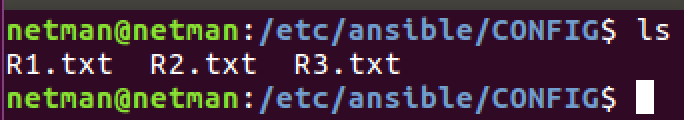 netman@netman:/etc/ansible/CONFIG$ ls
R1.txt  R2.txt  R3.txt
netman@netman:/etc/ansible/CONFIG$